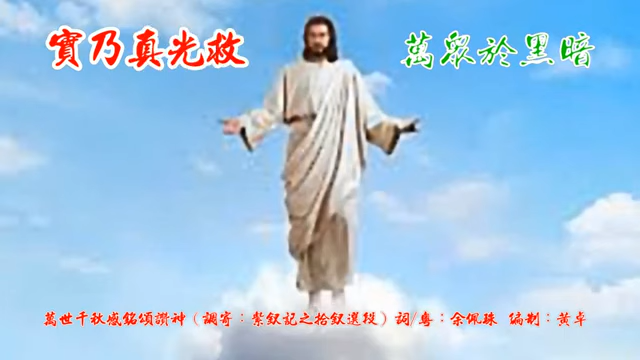 實乃真光救
萬眾於黑暗
萬世千秋感銘頌讚神（調寄：紫釵記之拾釵選段）詞/粵：余佩珠 編制：黃卓